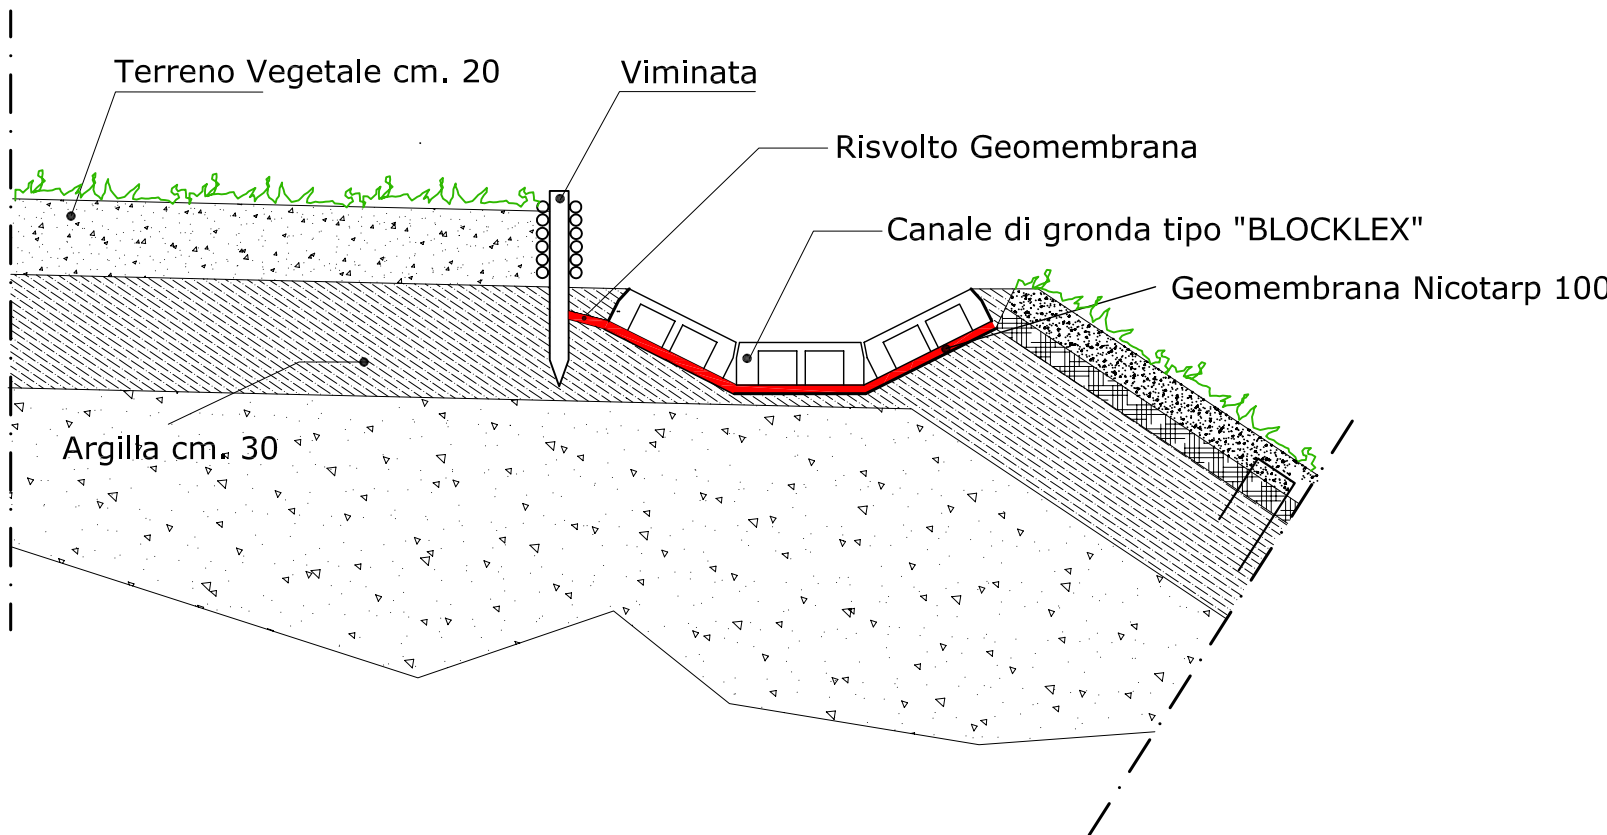 Terreno Vegetale cm. 20
Viminata
Risvolto Geomembrana
Canale di gronda tipo "BLOCKLEX"
Geomembrana Nicotarp 100
Argilla cm. 30